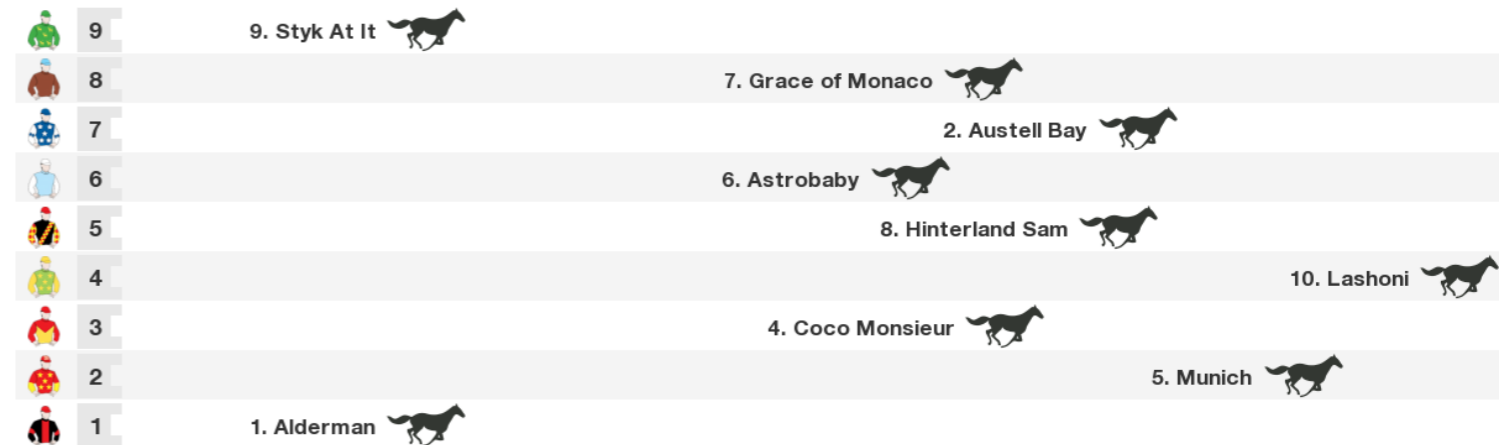 9 9. Styk At It
8 7. Grace of Monaco
7 2. Austell Bay
6 6. Astrobaby
5 8. Hinterland Sam
4 10. Lashoni
3 4. Coco Monsieur
2 5. Munich
1 1. Alderman